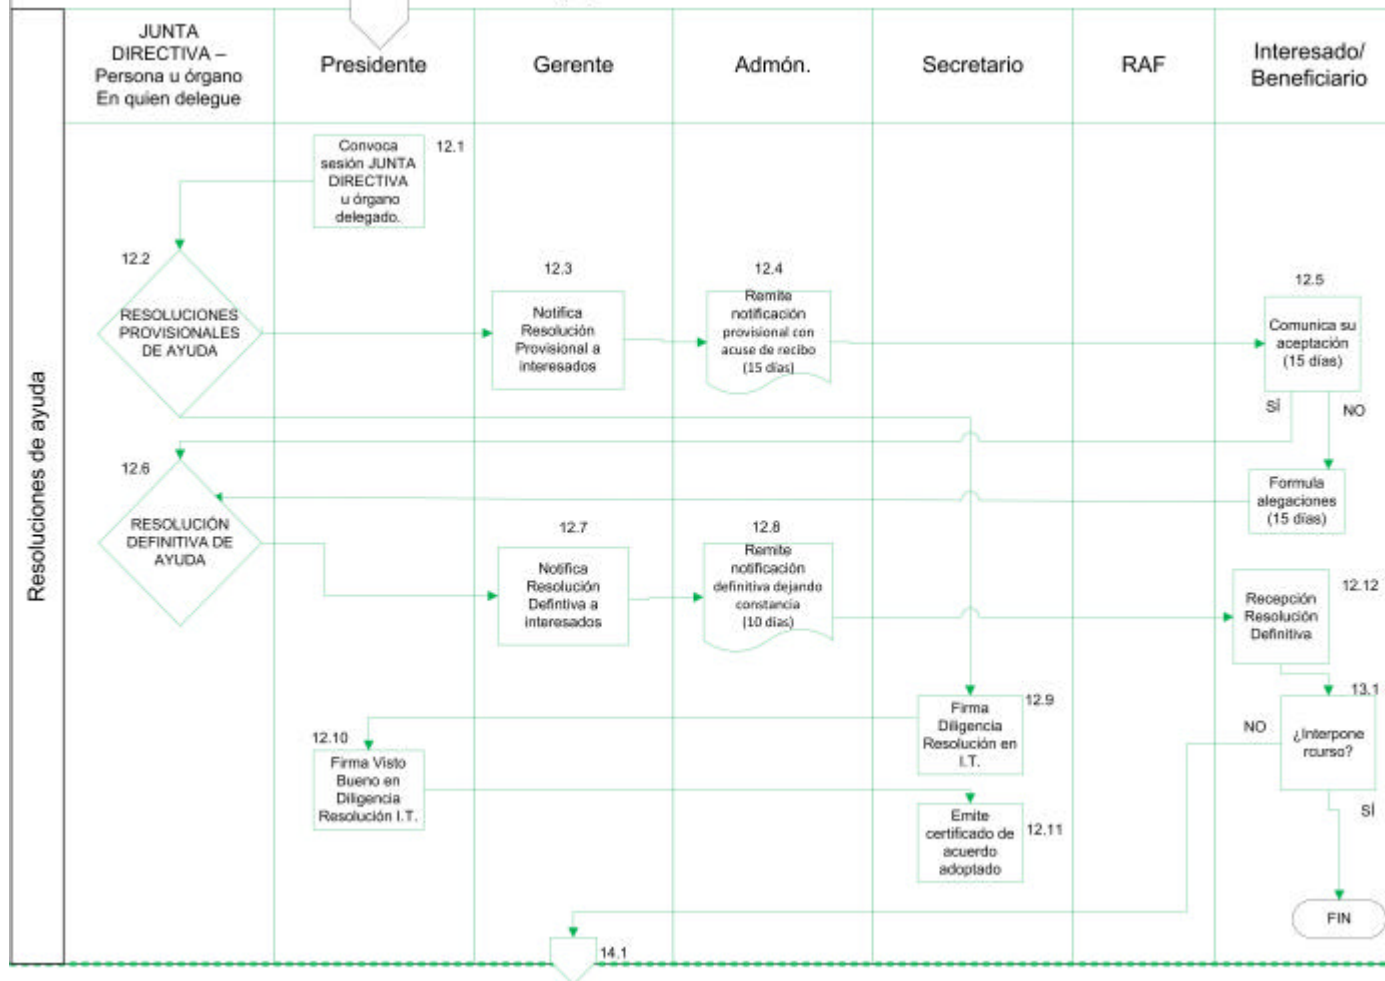 JUNTA
DIRECTIVA –
Persona u órgano
En quien delegue
Presidente
Gerente
Admón.
Secretario
RAF
Interesado/
Beneficiario
Resoluciones de ayuda
Convoca
sesión JUNTA
DIRECTIVA
u órgano
delegado.
12.1
12.2
RESOLUCIONES
PROVISIONALES
DE AYUDA
12.3
Notifica
Resolución
Provisional a
interesados
12.4
Remite
notificación
provisional con
acuse de recibo
(15 días)
12.5
Comunica su
aceptación
(15 días)
SÍ
NO
Formula
alegaciones
(15 días)
12.6
RESOLUCIÓN
DEFINITIVA DE
AYUDA
12.7
Notifica
Resolución
Defintiva a
interesados
12.8
Remite
notificación
definitiva dejando
constancia
(10 días)
12.12
Recepción
Resolución
Definitiva
12.9
Firma
Diligencia
Resolución en
I.T.
12.10
Firma Visto
Bueno en
Diligencia
Resolución I.T.
12.11
Emite
certificado de
acuerdo
adoptado
13.1
¿Interpone
rcurso?
NO
SÍ
FIN
14.1